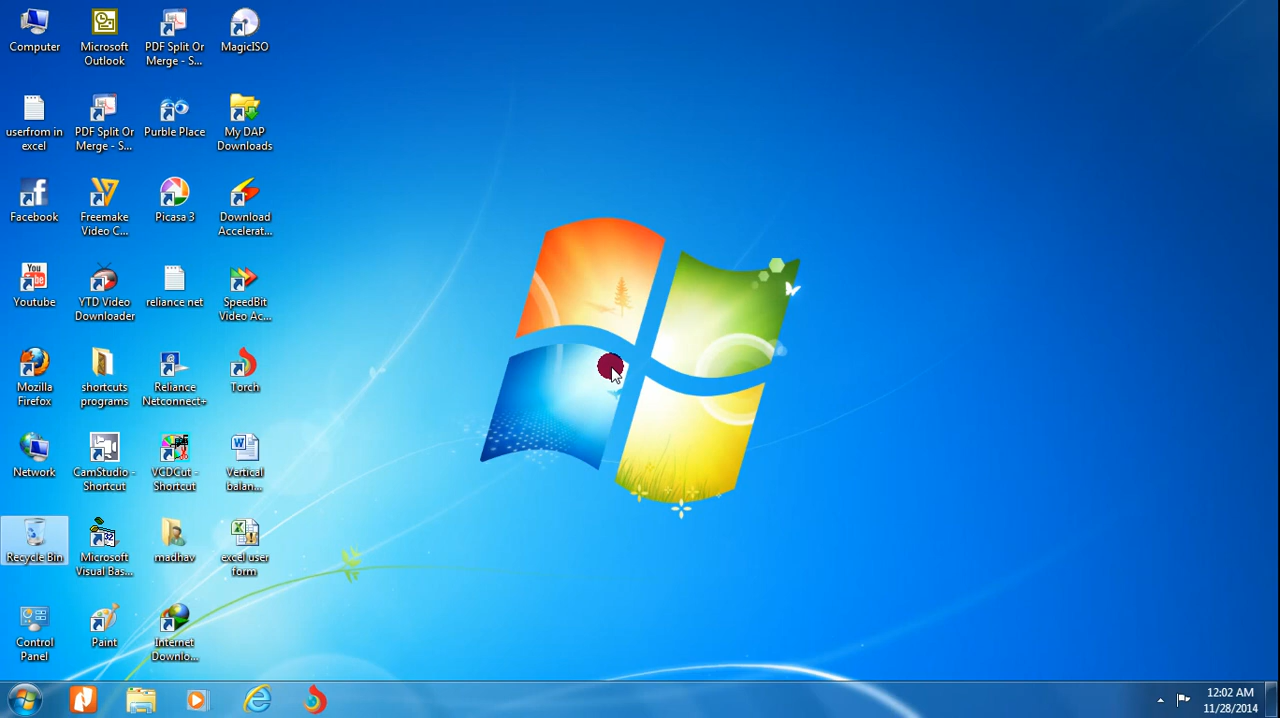 Computer
Microsoft
Outlook
PDF Split Or
Merge - S...
MagicISO
userfrom in
excel
PDF Split Or
Merge - S...
Purble Place
My DAP
Downloads
Facebook
Freemake
Video C...
Picasa 3
Download
Accelerat...
You
Tube
Youtube
YTD Video
Downloader
reliance net
SpeedBit
Video Ac...
Mozilla
Firefox
shortcuts
programs
Reliance
Netconnect+
Torch
Network
CamStudio -
Shortcut
VCDCut -
Shortcut
Vertical
balan...
Recycle Bin
Microsoft
Visual Bas...
madhav
excel user
form
Control
Panel
Paint
Internet
Downlo...
12:02 AM
11/28/2014